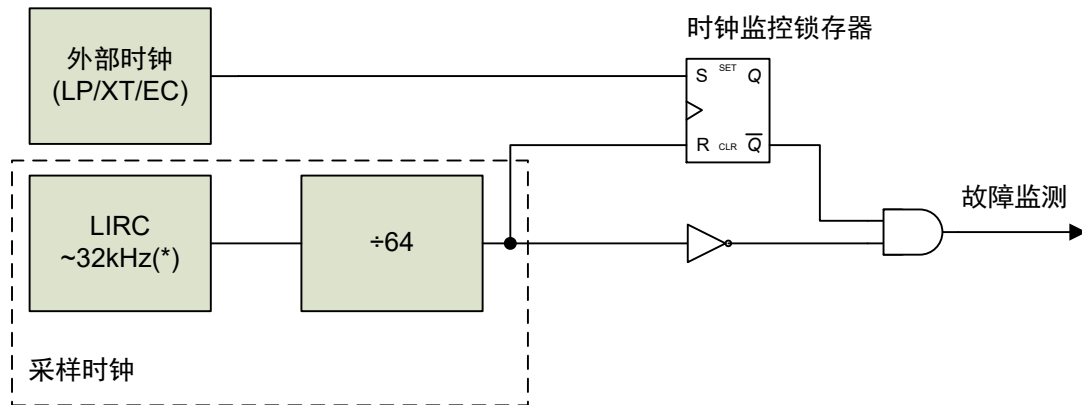 时钟监控锁存器
外部时钟
(LP/XT/EC)
S SET Q
R CLR Q̅
LIRC
~32kHz(*)
÷64
故障监测
采样时钟